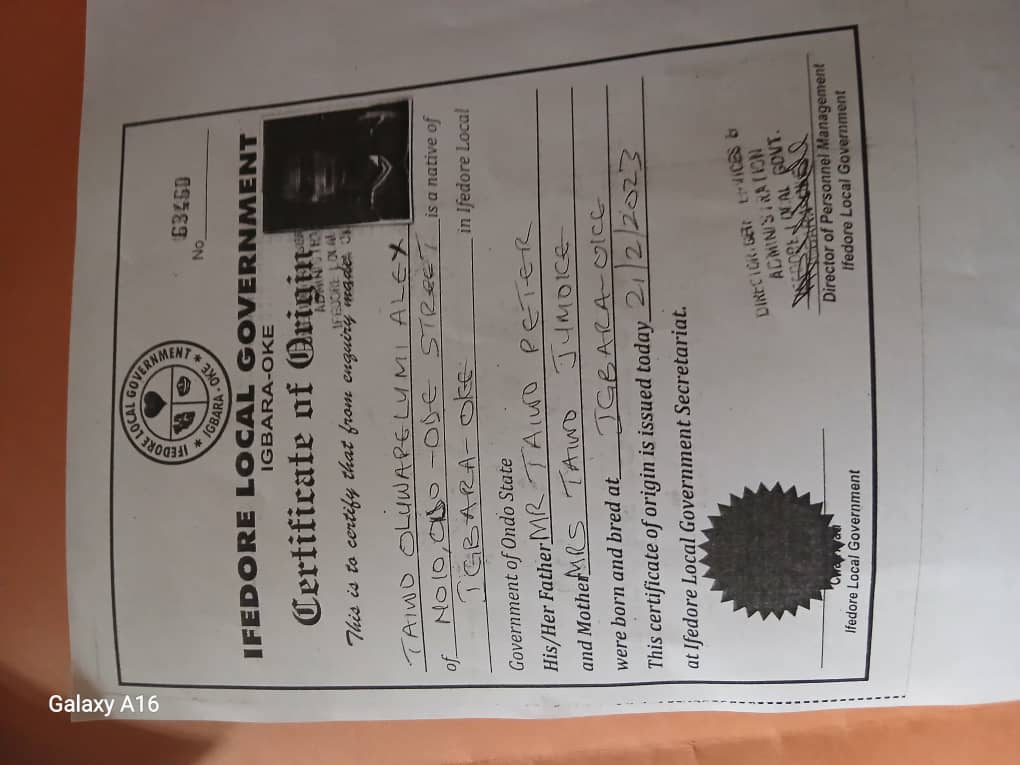 IFEDORE LOCAL GOVERNMENT
* IGBARA-OKE *
No 63460
IFEDORE LOCAL GOVERNMENT
IGBARA-OKE
Certificate of Origin
This is to certify that from enquiry made
TAIWO OLUWAPELUMI ALEX
of NO10, ODO-ODE STREET is a native of
IGBARA-OKE in Ifedore Local
Government of Ondo State
His/Her Father MR TAIWO PETER
and Mother MRS TAIWO JUMOKE
were born and bred at IGBARA-OKE
This certificate of origin is issued today 21/2/2023
at Ifedore Local Government Secretariat.
ADMINISTRATION
IFEDORE LOCAL GOVT.
Director of Personnel Management
Ifedore Local Government
Chairman
Ifedore Local Government
Galaxy A16